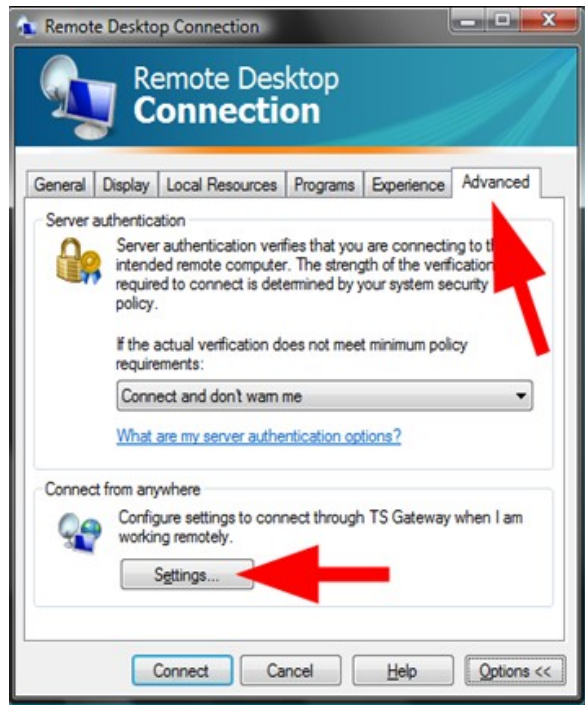 Remote Desktop Connection
Remote Desktop
Connection
General Display Local Resources Programs Experience Advanced
Server authentication
Server authentication verifies that you are connecting to
intended remote computer. The strength of the verification
required to connect is determined by your system security
policy.
If the actual verification does not meet minimum policy
requirements:
Connect and don't warn me
What are my server authentication options?
Connect from anywhere
Configure settings to connect through TS Gateway when I am
working remotely.
Settings...
Connect Cancel Help Options <<